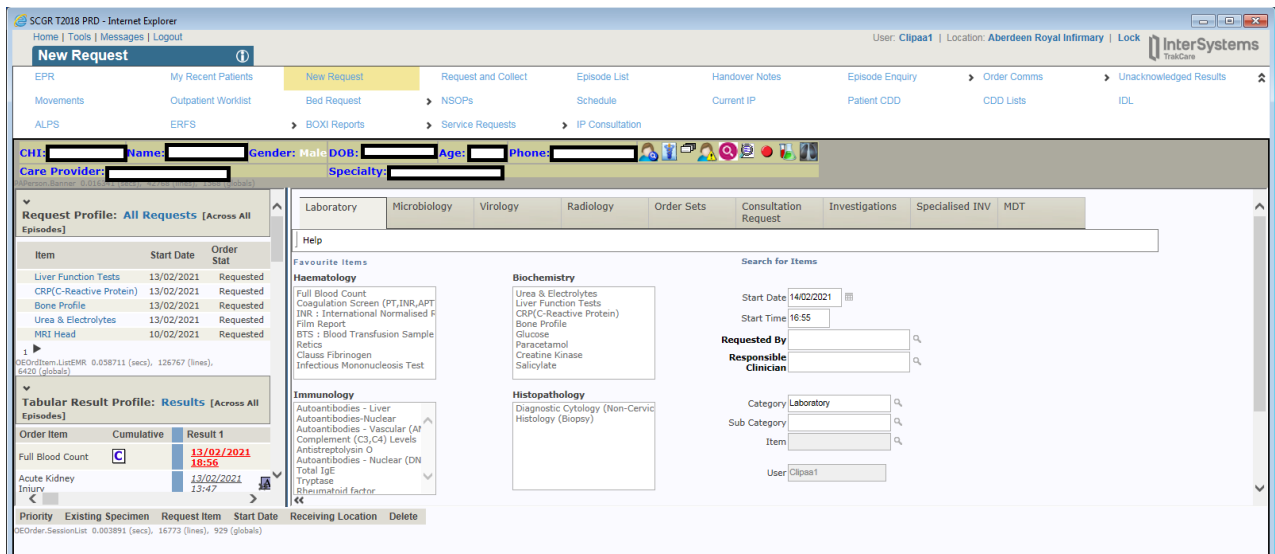 SCGR T2018 PRD - Internet Explorer
Home | Tools | Messages | Logout
User: Clipaa1 | Location: Aberdeen Royal Infirmary | Lock
InterSystems
TrakCare
New Request
EPR My Recent Patients New Request Request and Collect Episode List Handover Notes Episode Enquiry Order Comms Unacknowledged Results
Movements Outpatient Worklist Bed Request NSOPs Schedule Current IP Patient CDD CDD Lists IDL
ALPS ERFS BOXI Reports Service Requests IP Consultation
CHI: Name: Gender: Male DOB: Age: Phone:
Care Provider: Specialty:
PAPerson.Banner 0.016341 (secs), 42768 (lines), 1568 (globals)
Request Profile: All Requests [Across All
Episodes]
Item Start Date Order
Stat
Liver Function Tests 13/02/2021 Requested
CRP(C-Reactive Protein) 13/02/2021 Requested
Bone Profile 13/02/2021 Requested
Urea & Electrolytes 13/02/2021 Requested
MRI Head 10/02/2021 Requested
1
OEOrdItem.ListEMR 0.058711 (secs), 126767 (lines),
6420 (globals)
Tabular Result Profile: Results [Across All
Episodes]
Order Item Cumulative Result 1
Full Blood Count C 13/02/2021
18:56
Acute Kidney 13/02/2021
Injury 13:47
Laboratory Microbiology Virology Radiology Order Sets Consultation
Request Investigations Specialised INV MDT
Help
Favourite Items
Haematology
Full Blood Count
Coagulation Screen (PT,INR,APT
INR : International Normalised R
Film Report
BTS : Blood Transfusion Sample
Retics
Clauss Fibrinogen
Infectious Mononucleosis Test
Biochemistry
Urea & Electrolytes
Liver Function Tests
CRP(C-Reactive Protein)
Bone Profile
Glucose
Paracetamol
Creatine Kinase
Salicylate
Immunology
Autoantibodies - Liver
Autoantibodies-Nuclear
Autoantibodies - Vascular (AN
Complement (C3,C4) Levels
Antistreptolysin O
Autoantibodies - Nuclear (DN
Total IgE
Tryptase
Rheumatoid factor
Histopathology
Diagnostic Cytology (Non-Cervic
Histology (Biopsy)
Search for Items
Start Date 14/02/2021
Start Time 16:55
Requested By
Responsible
Clinician
Category Laboratory
Sub Category
Item
User Clipaa1
Priority Existing Specimen Request Item Start Date Receiving Location Delete
OEOrder.SessionList 0.003891 (secs), 16773 (lines), 929 (globals)